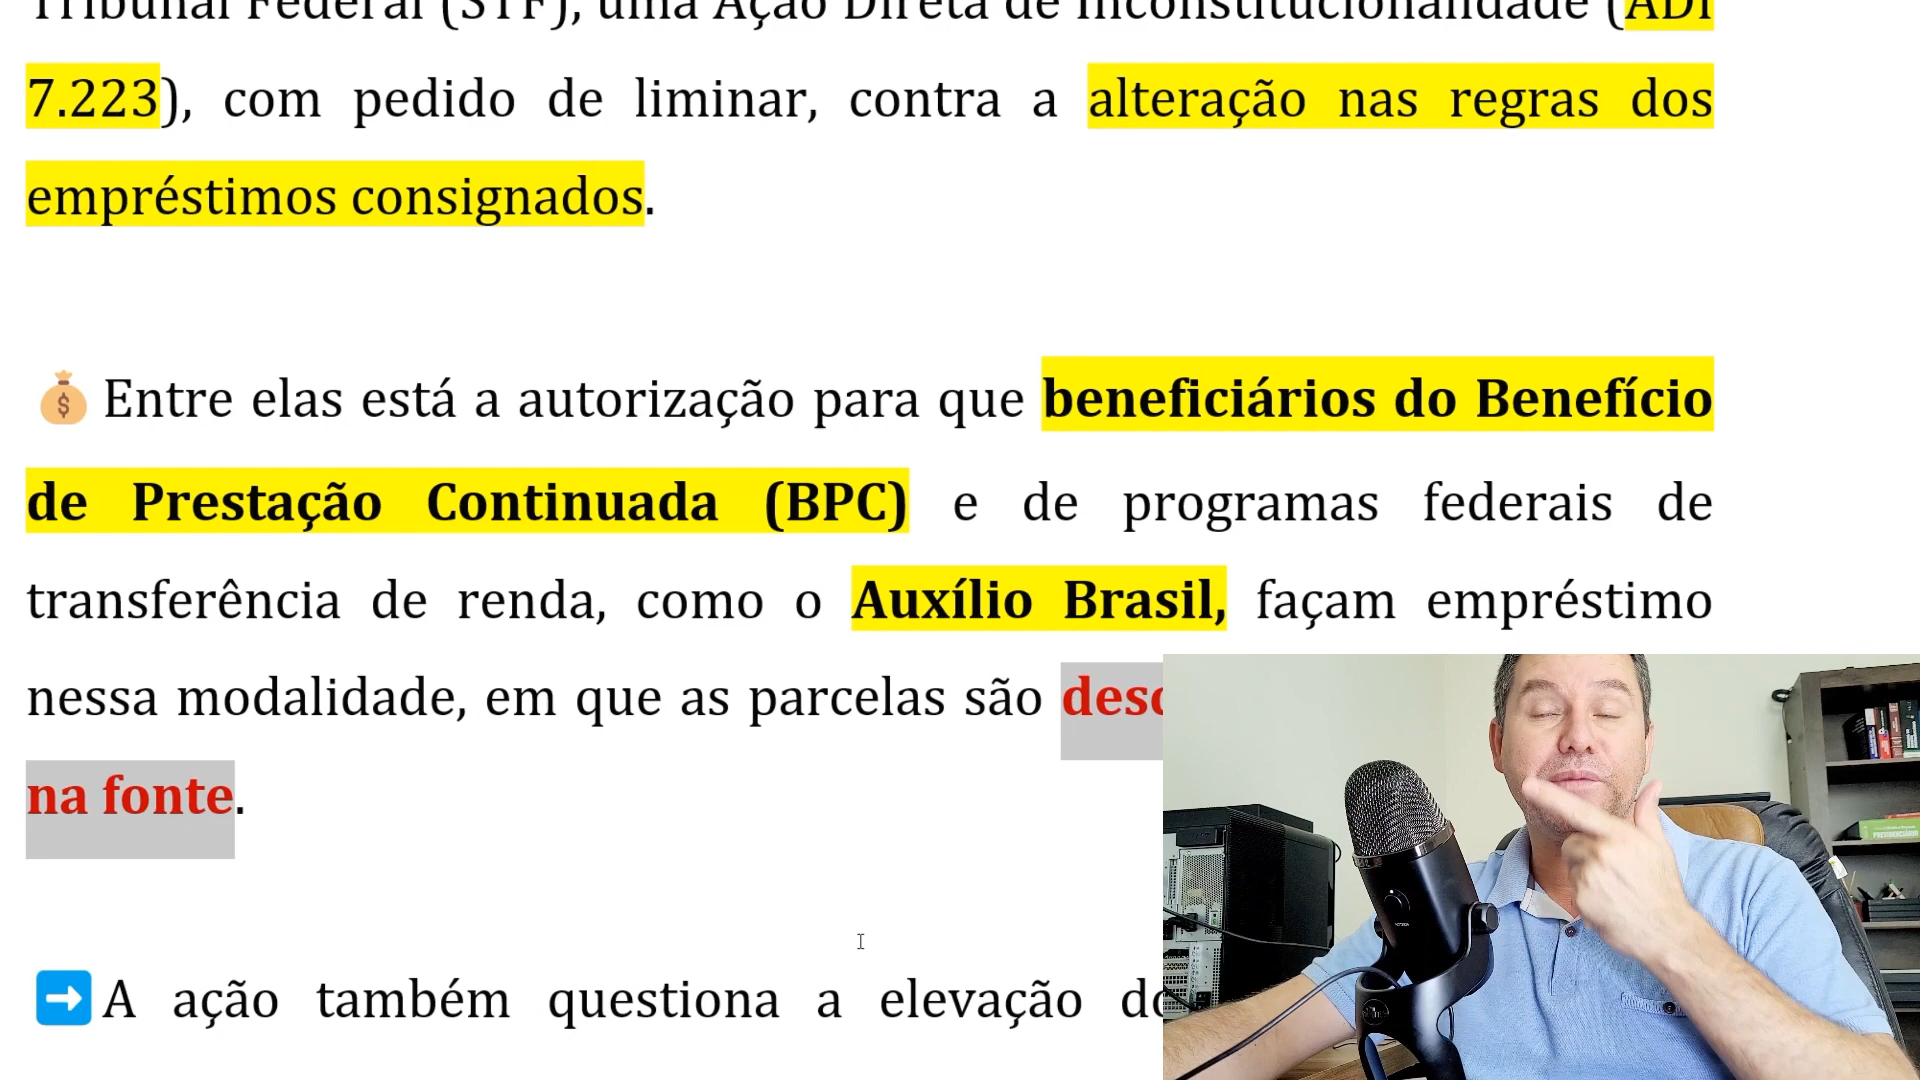 Tribunal Federal (STF), uma Ação Direta de Inconstitucionalidade (ADI
7.223), com pedido de liminar, contra a alteração nas regras dos
empréstimos consignados.
Entre elas está a autorização para que beneficiários do Benefício
de Prestação Continuada (BPC) e de programas federais de
transferência de renda, como o Auxílio Brasil, façam empréstimo
nessa modalidade, em que as parcelas são desc
na fonte.
A ação também questiona a elevação do
PREVIDENCIÁRIO